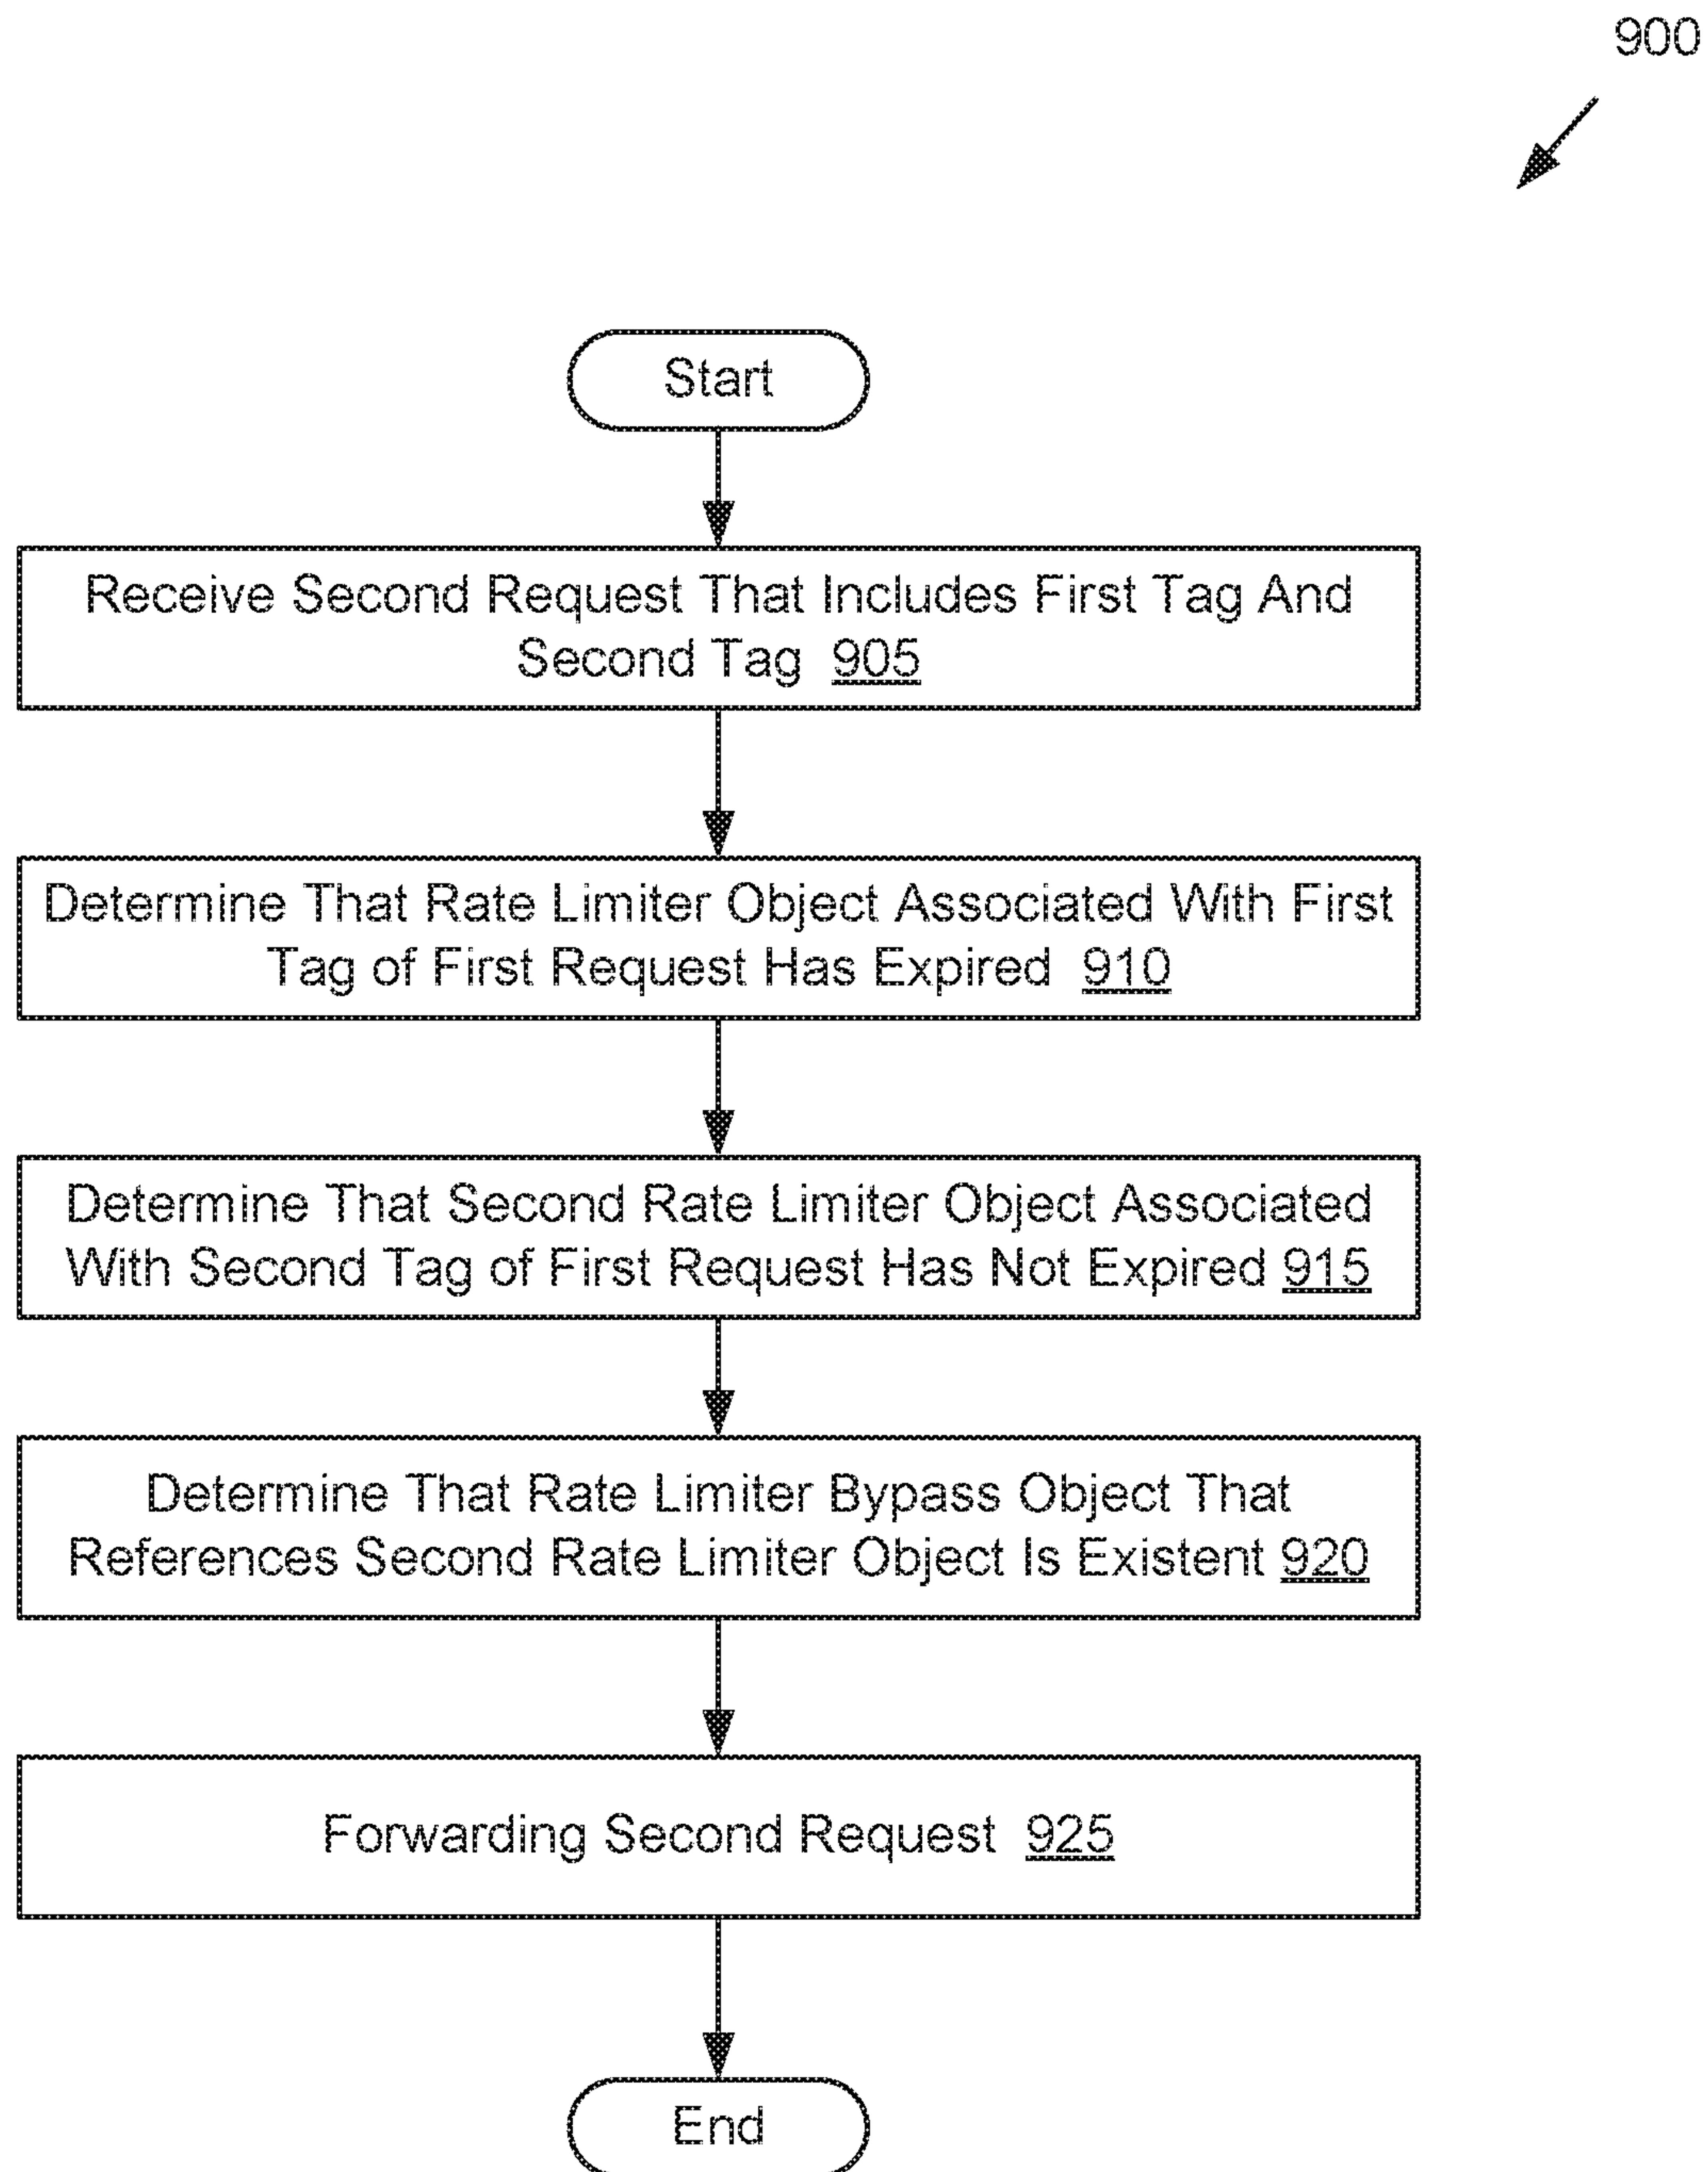 900
Start
Receive Second Request That Includes First Tag And
Second Tag 905
Determine That Rate Limiter Object Associated With First
Tag of First Request Has Expired 910
Determine That Second Rate Limiter Object Associated
With Second Tag of First Request Has Not Expired 915
Determine That Rate Limiter Bypass Object That
References Second Rate Limiter Object Is Existent 920
Forwarding Second Request 925
End